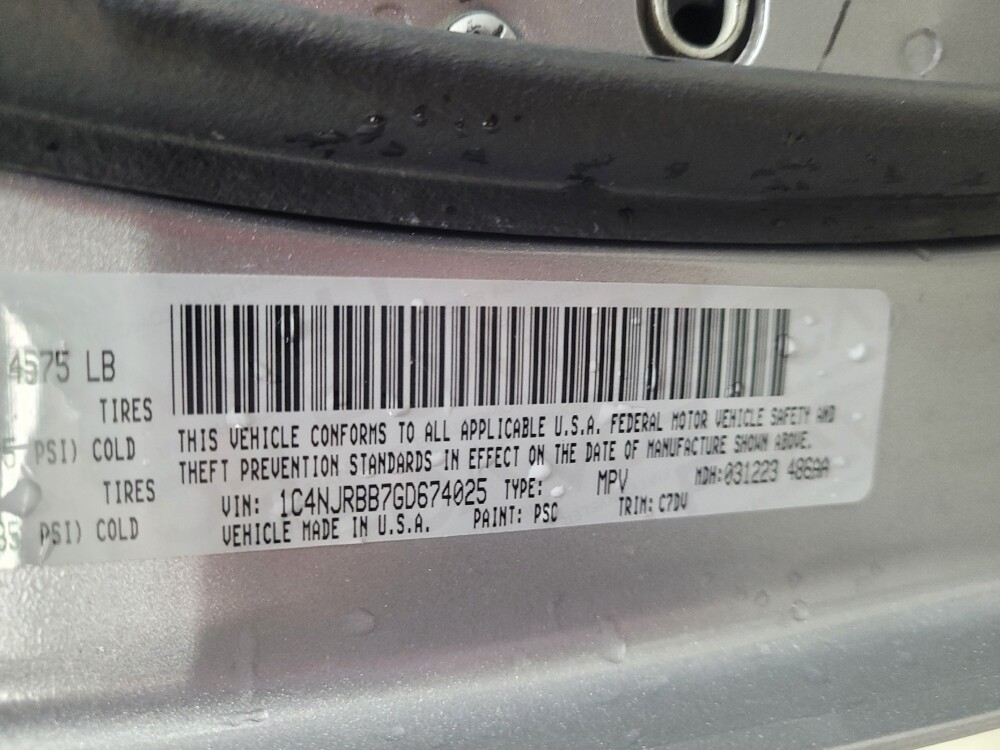 4575 LB
TIRES
5 PSI) COLD
TIRES
35 PSI) COLD
THIS VEHICLE CONFORMS TO ALL APPLICABLE U.S.A. FEDERAL MOTOR VEHICLE SAFETY AND
THEFT PREVENTION STANDARDS IN EFFECT ON THE DATE OF MANUFACTURE SHOWN ABOVE.
VIN: 1C4NJRBB7GD674025 TYPE: MPV MDH:031223 486AA
VEHICLE MADE IN U.S.A. PAINT: PSC TRIM: C7DV